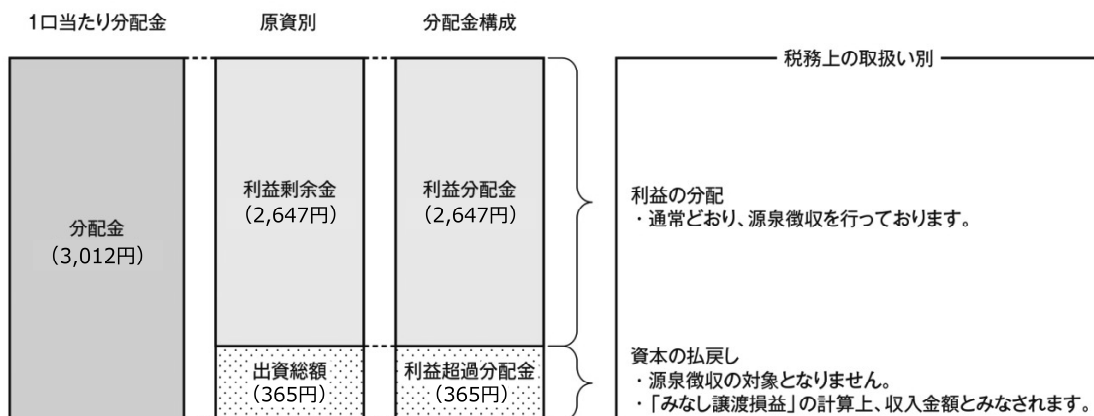 1口当たり分配金
原資別
分配金構成
税務上の取扱い別
分配金
（3,012円）
利益剰余金
（2,647円）
利益分配金
（2,647円）
利益の分配
・通常どおり、源泉徴収を行っております。
出資総額
（365円）
利益超過分配金
（365円）
資本の払戻し
・源泉徴収の対象となりません。
・「みなし譲渡損益」の計算上、収入金額とみなされます。